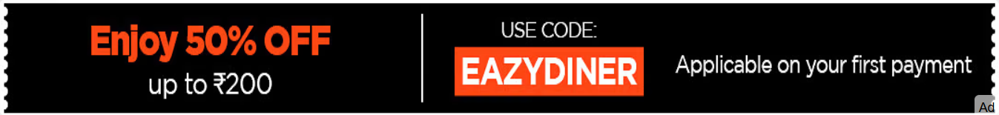 Enjoy 50% OFF
up to ₹200
USE CODE:
EAZYDINER
Applicable on your first payment
Ad